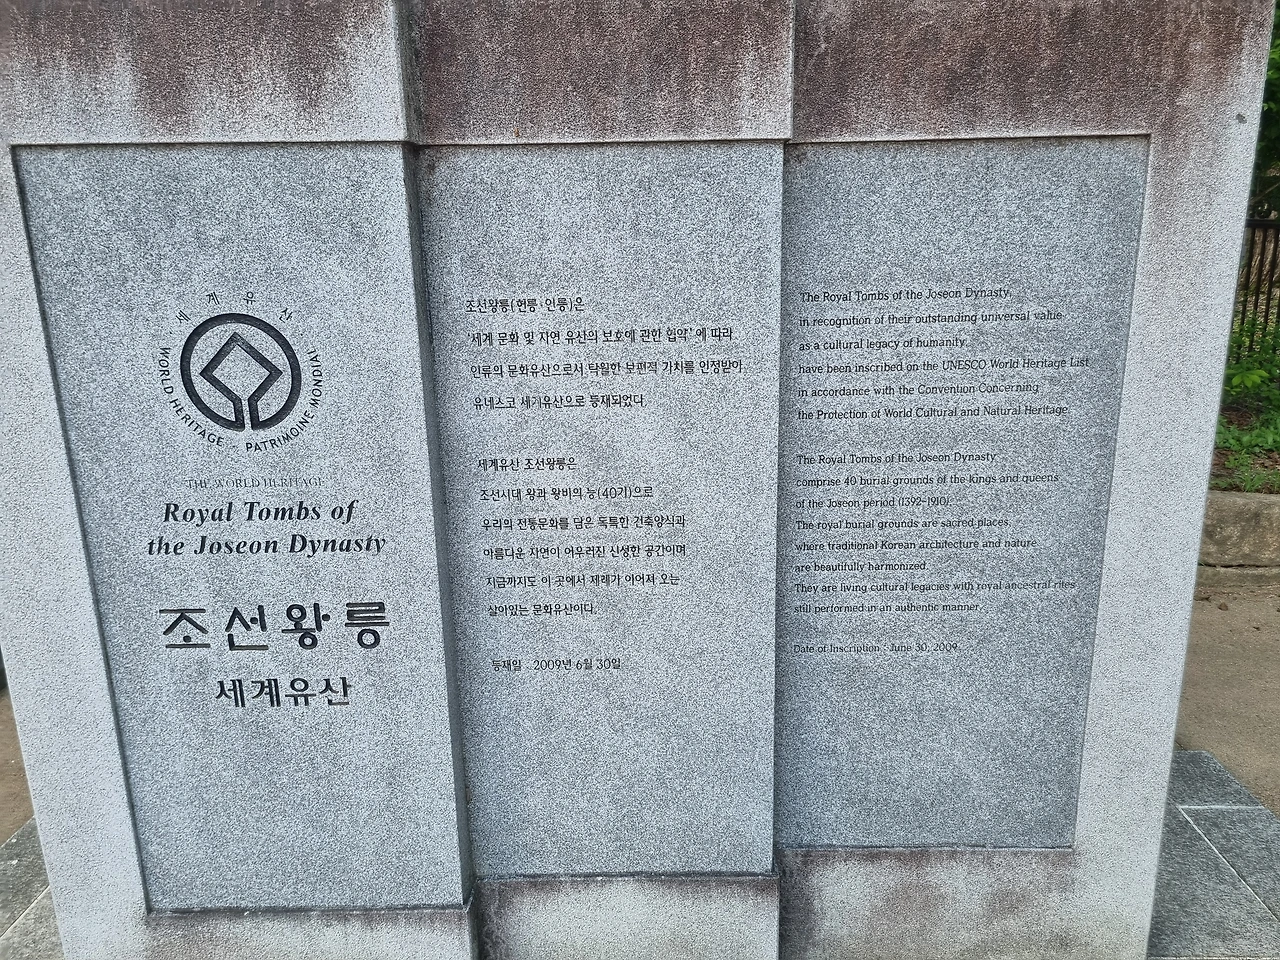 세계유산
WORLD HERITAGE · PATRIMOINE MONDIAL
THE WORLD HERITAGE
Royal Tombs of
the Joseon Dynasty
조선왕릉
세계유산
조선왕릉(헌릉·인릉)은
'세계 문화 및 자연 유산의 보호에 관한 협약'에 따라
인류의 문화유산으로서 탁월한 보편적 가치를 인정받아
유네스코 세계유산으로 등재되었다.
세계유산 조선왕릉은
조선시대 왕과 왕비의 능(40기)으로
우리의 전통문화를 담은 독특한 건축양식과
아름다운 자연이 어우러진 신성한 공간이며
지금까지도 이 곳에서 제례가 이어져 오는
살아있는 문화유산이다.
등재일 2009년 6월 30일
The Royal Tombs of the Joseon Dynasty,
in recognition of their outstanding universal value
as a cultural legacy of humanity,
have been inscribed on the UNESCO World Heritage List
in accordance with the Convention Concerning
the Protection of World Cultural and Natural Heritage.
The Royal Tombs of the Joseon Dynasty
comprise 40 burial grounds of the kings and queens
of the Joseon period (1392-1910).
The royal burial grounds are sacred places,
where traditional Korean architecture and nature
are beautifully harmonized.
They are living cultural legacies with royal ancestral rites
still performed in an authentic manner.
Date of Inscription : June 30, 2009